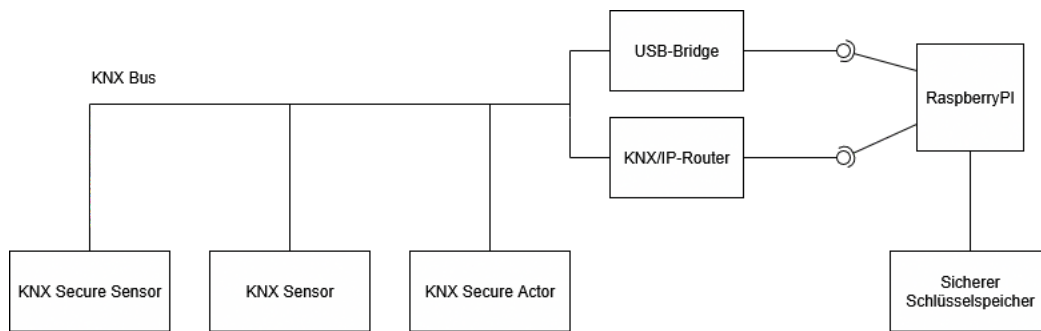 USB-Bridge
KNX Bus
RaspberryPI
KNX/IP-Router
KNX Secure Sensor
KNX Sensor
KNX Secure Actor
Sicherer
Schlüsselspeicher